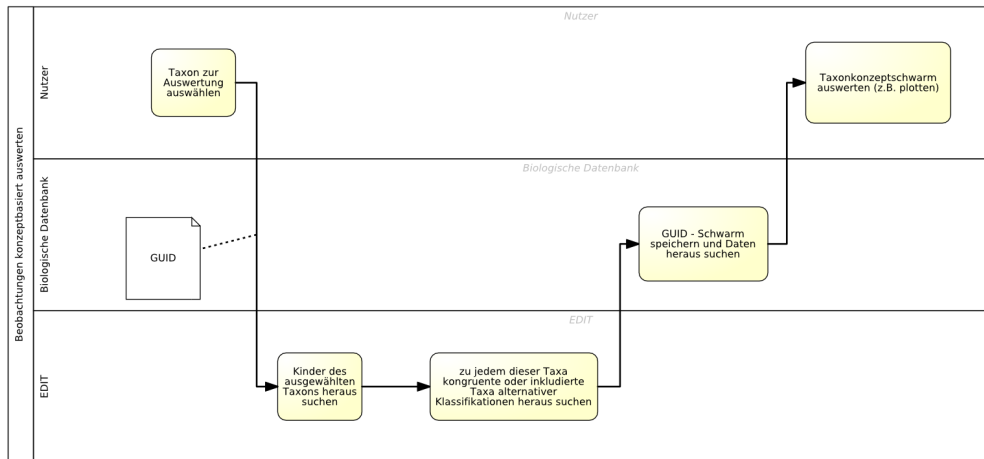 Beobachtungen konzeptbasiert auswerten
Nutzer
Nutzer
Taxon zur
Auswertung
auswählen
Taxonkonzeptschwarm
auswerten (z.B. plotten)
Biologische Datenbank
Biologische Datenbank
GUID
GUID - Schwarm
speichern und Daten
heraus suchen
EDIT
EDIT
Kinder des
ausgewählten
Taxons heraus
suchen
zu jedem dieser Taxa
kongruente oder inkludierte
Taxa alternativer
Klassifikationen heraus suchen